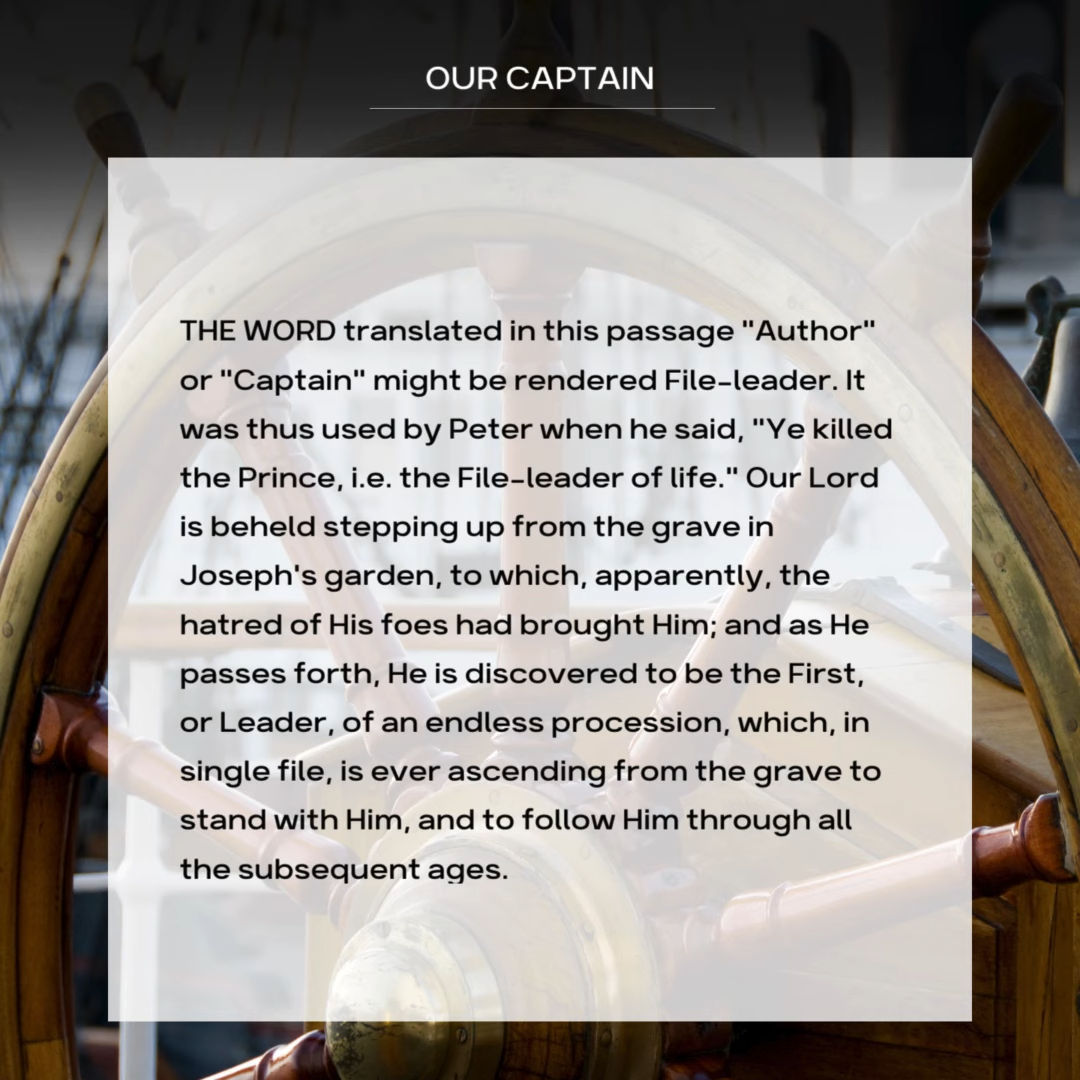 OUR CAPTAIN
THE WORD translated in this passage "Author"
or "Captain" might be rendered File-leader. It
was thus used by Peter when he said, "Ye killed
the Prince, i.e. the File-leader of life." Our Lord
is beheld stepping up from the grave in
Joseph's garden, to which, apparently, the
hatred of His foes had brought Him; and as He
passes forth, He is discovered to be the First,
or Leader, of an endless procession, which, in
single file, is ever ascending from the grave to
stand with Him, and to follow Him through all
the subsequent ages.